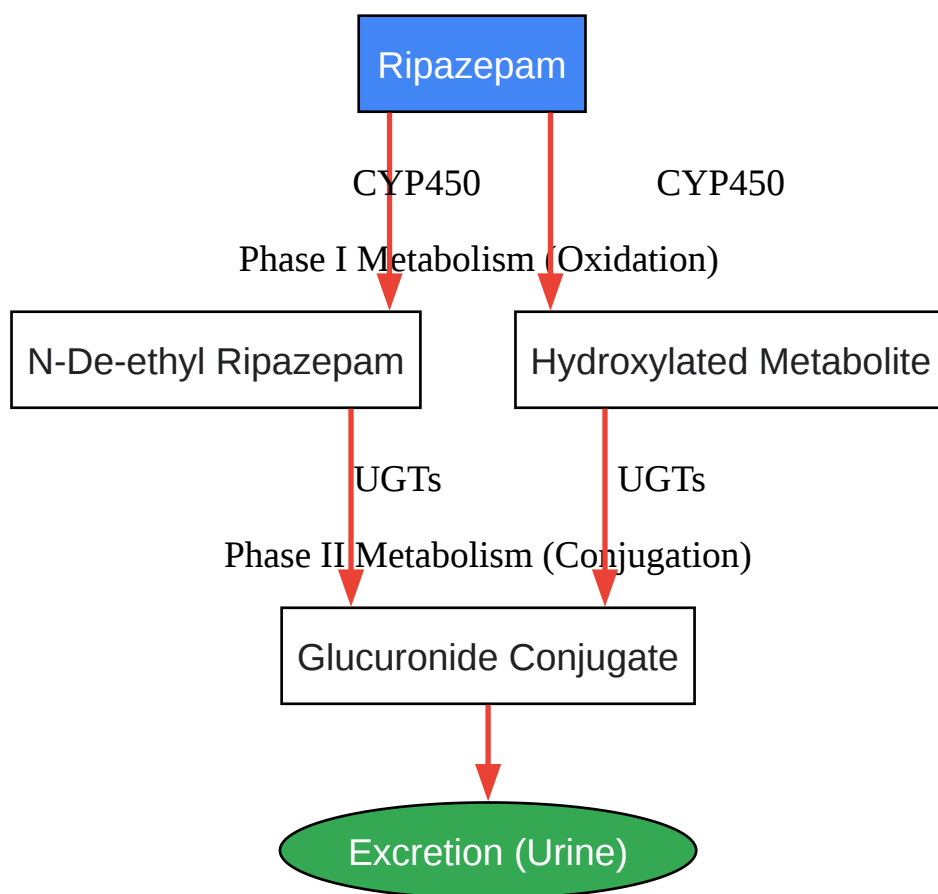 Ripazepam
CYP450 CYP450
Phase I Metabolism (Oxidation)
N-De-ethyl Ripazepam Hydroxylated Metabolite
UGTs UGTs
Phase II Metabolism (Conjugation)
Glucuronide Conjugate
Excretion (Urine)